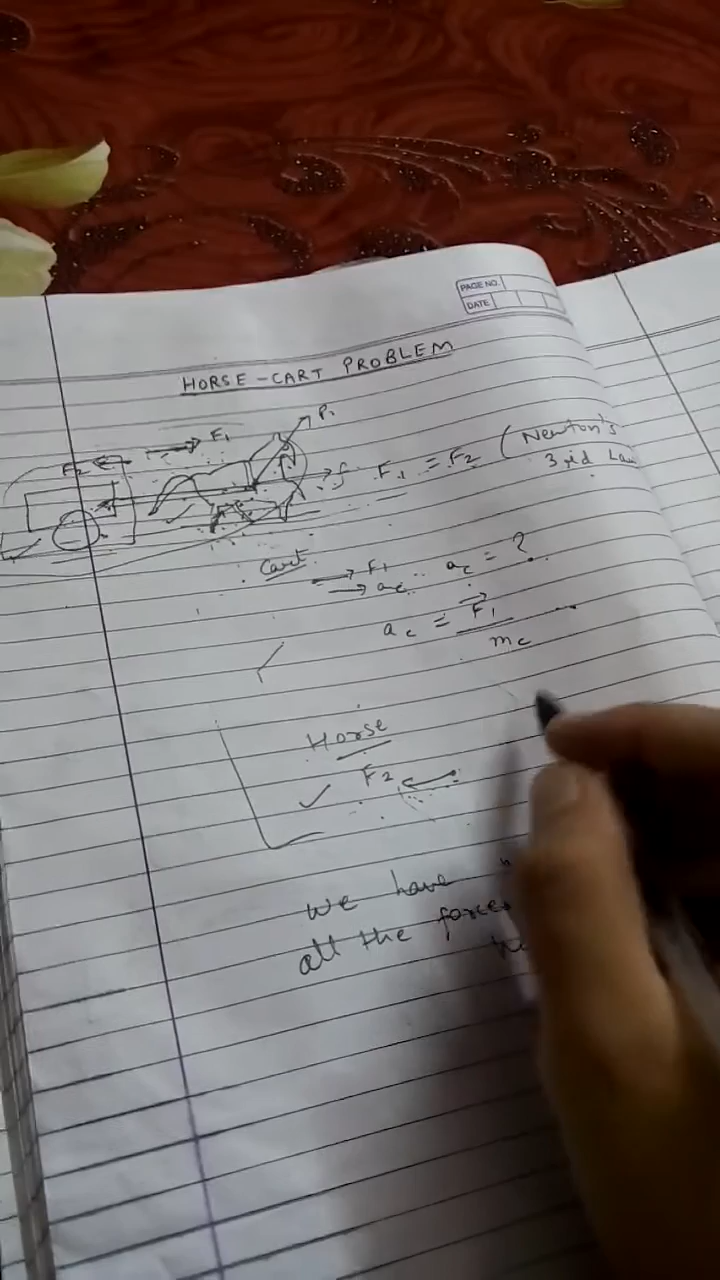 PAGE NO.
DATE
HORSE-CART PROBLEM
F2 F1 P.
f F1 = F2 (Newton's
3rd Law
Cart F1
ac ac = ?
ac = F1
mc
Horse
F2
we have
all the forces